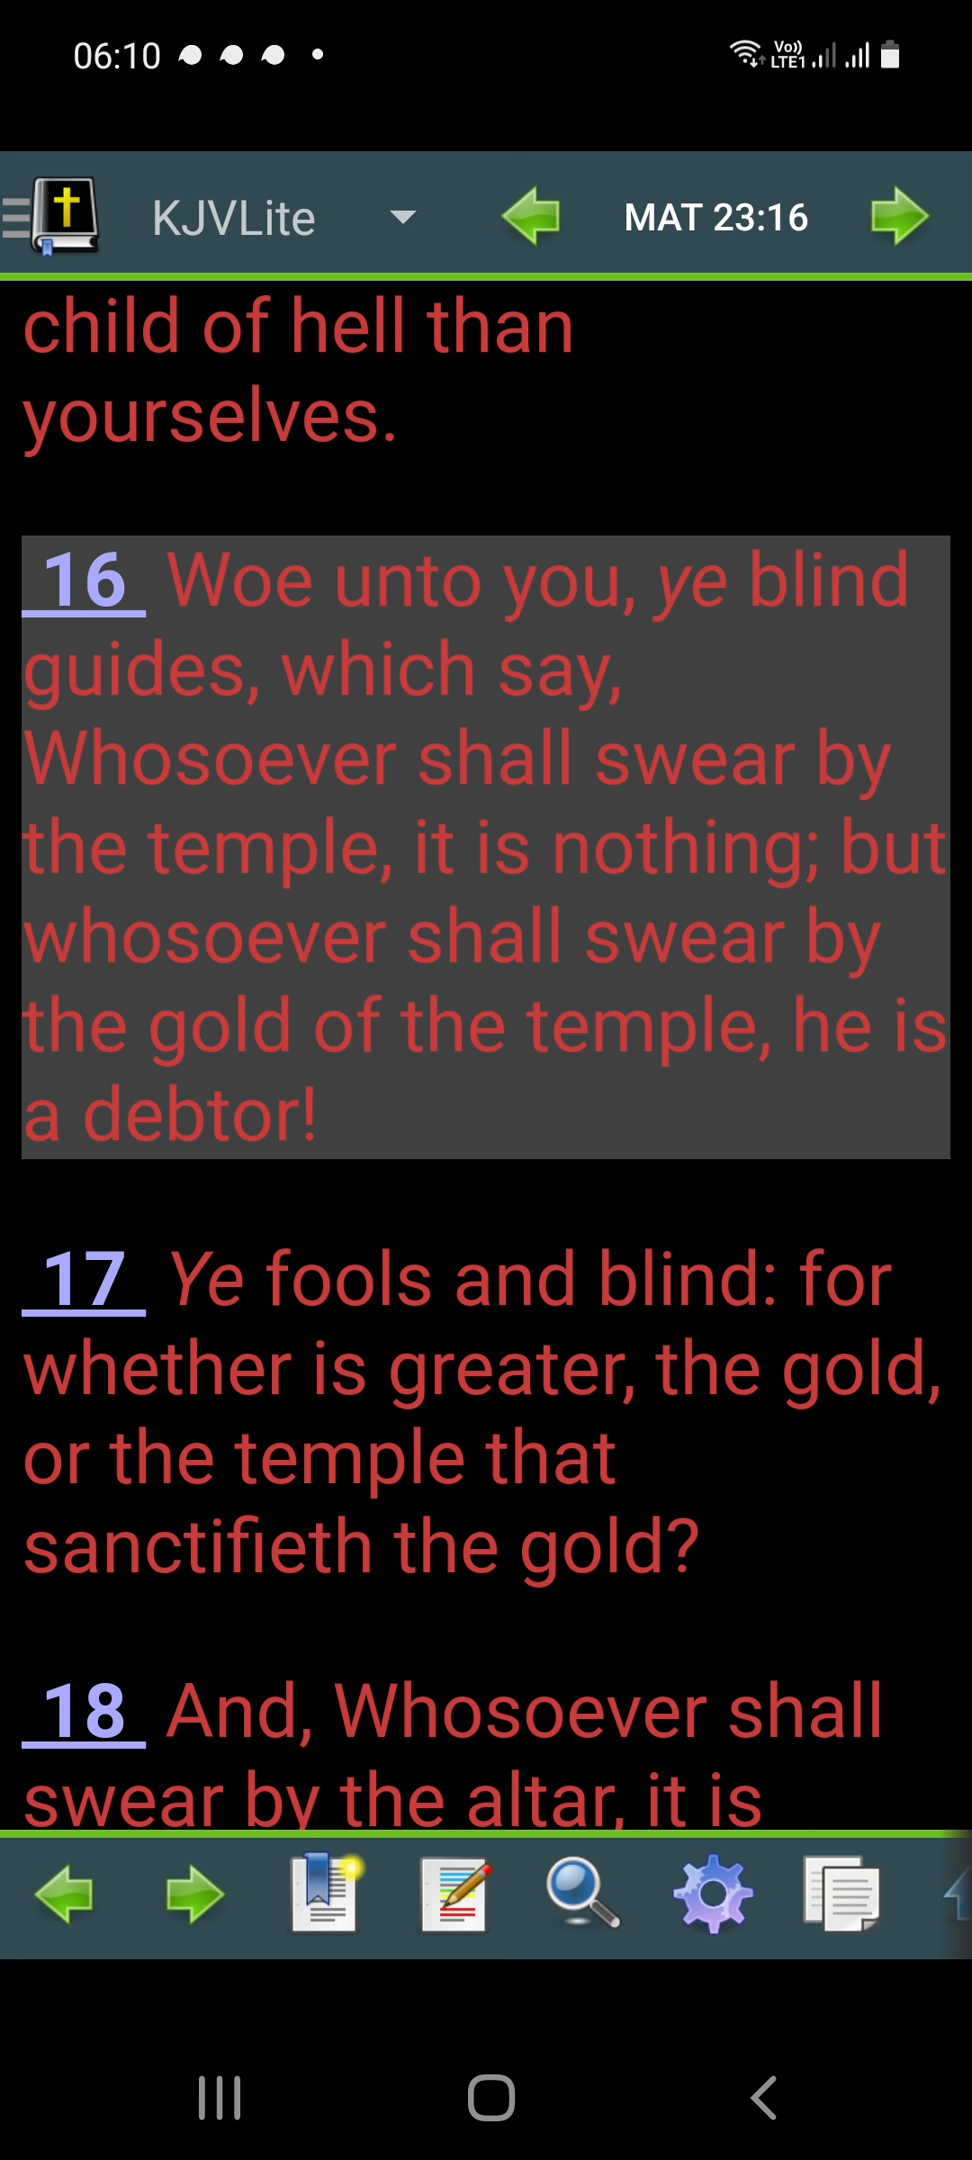 06:10
Vo))
LTE1
KJVLite
MAT 23:16
child of hell than
yourselves.
16 Woe unto you, ye blind
guides, which say,
Whosoever shall swear by
the temple, it is nothing; but
whosoever shall swear by
the gold of the temple, he is
a debtor!
17 Ye fools and blind: for
whether is greater, the gold,
or the temple that
sanctifieth the gold?
18 And, Whosoever shall
swear by the altar, it is